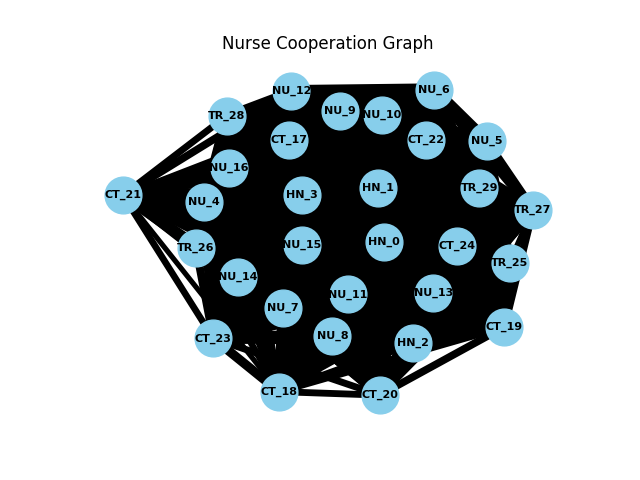 Nurse Cooperation Graph
NU_12
NU_6
NU_9
NU_10
TR_28
CT_17
CT_22
NU_5
NU_16
HN_1
TR_29
CT_21
HN_3
NU_4
TR_27
HN_0
NU_15
CT_24
TR_26
TR_25
NU_14
NU_13
NU_11
NU_7
CT_19
NU_8
CT_23
HN_2
CT_18
CT_20